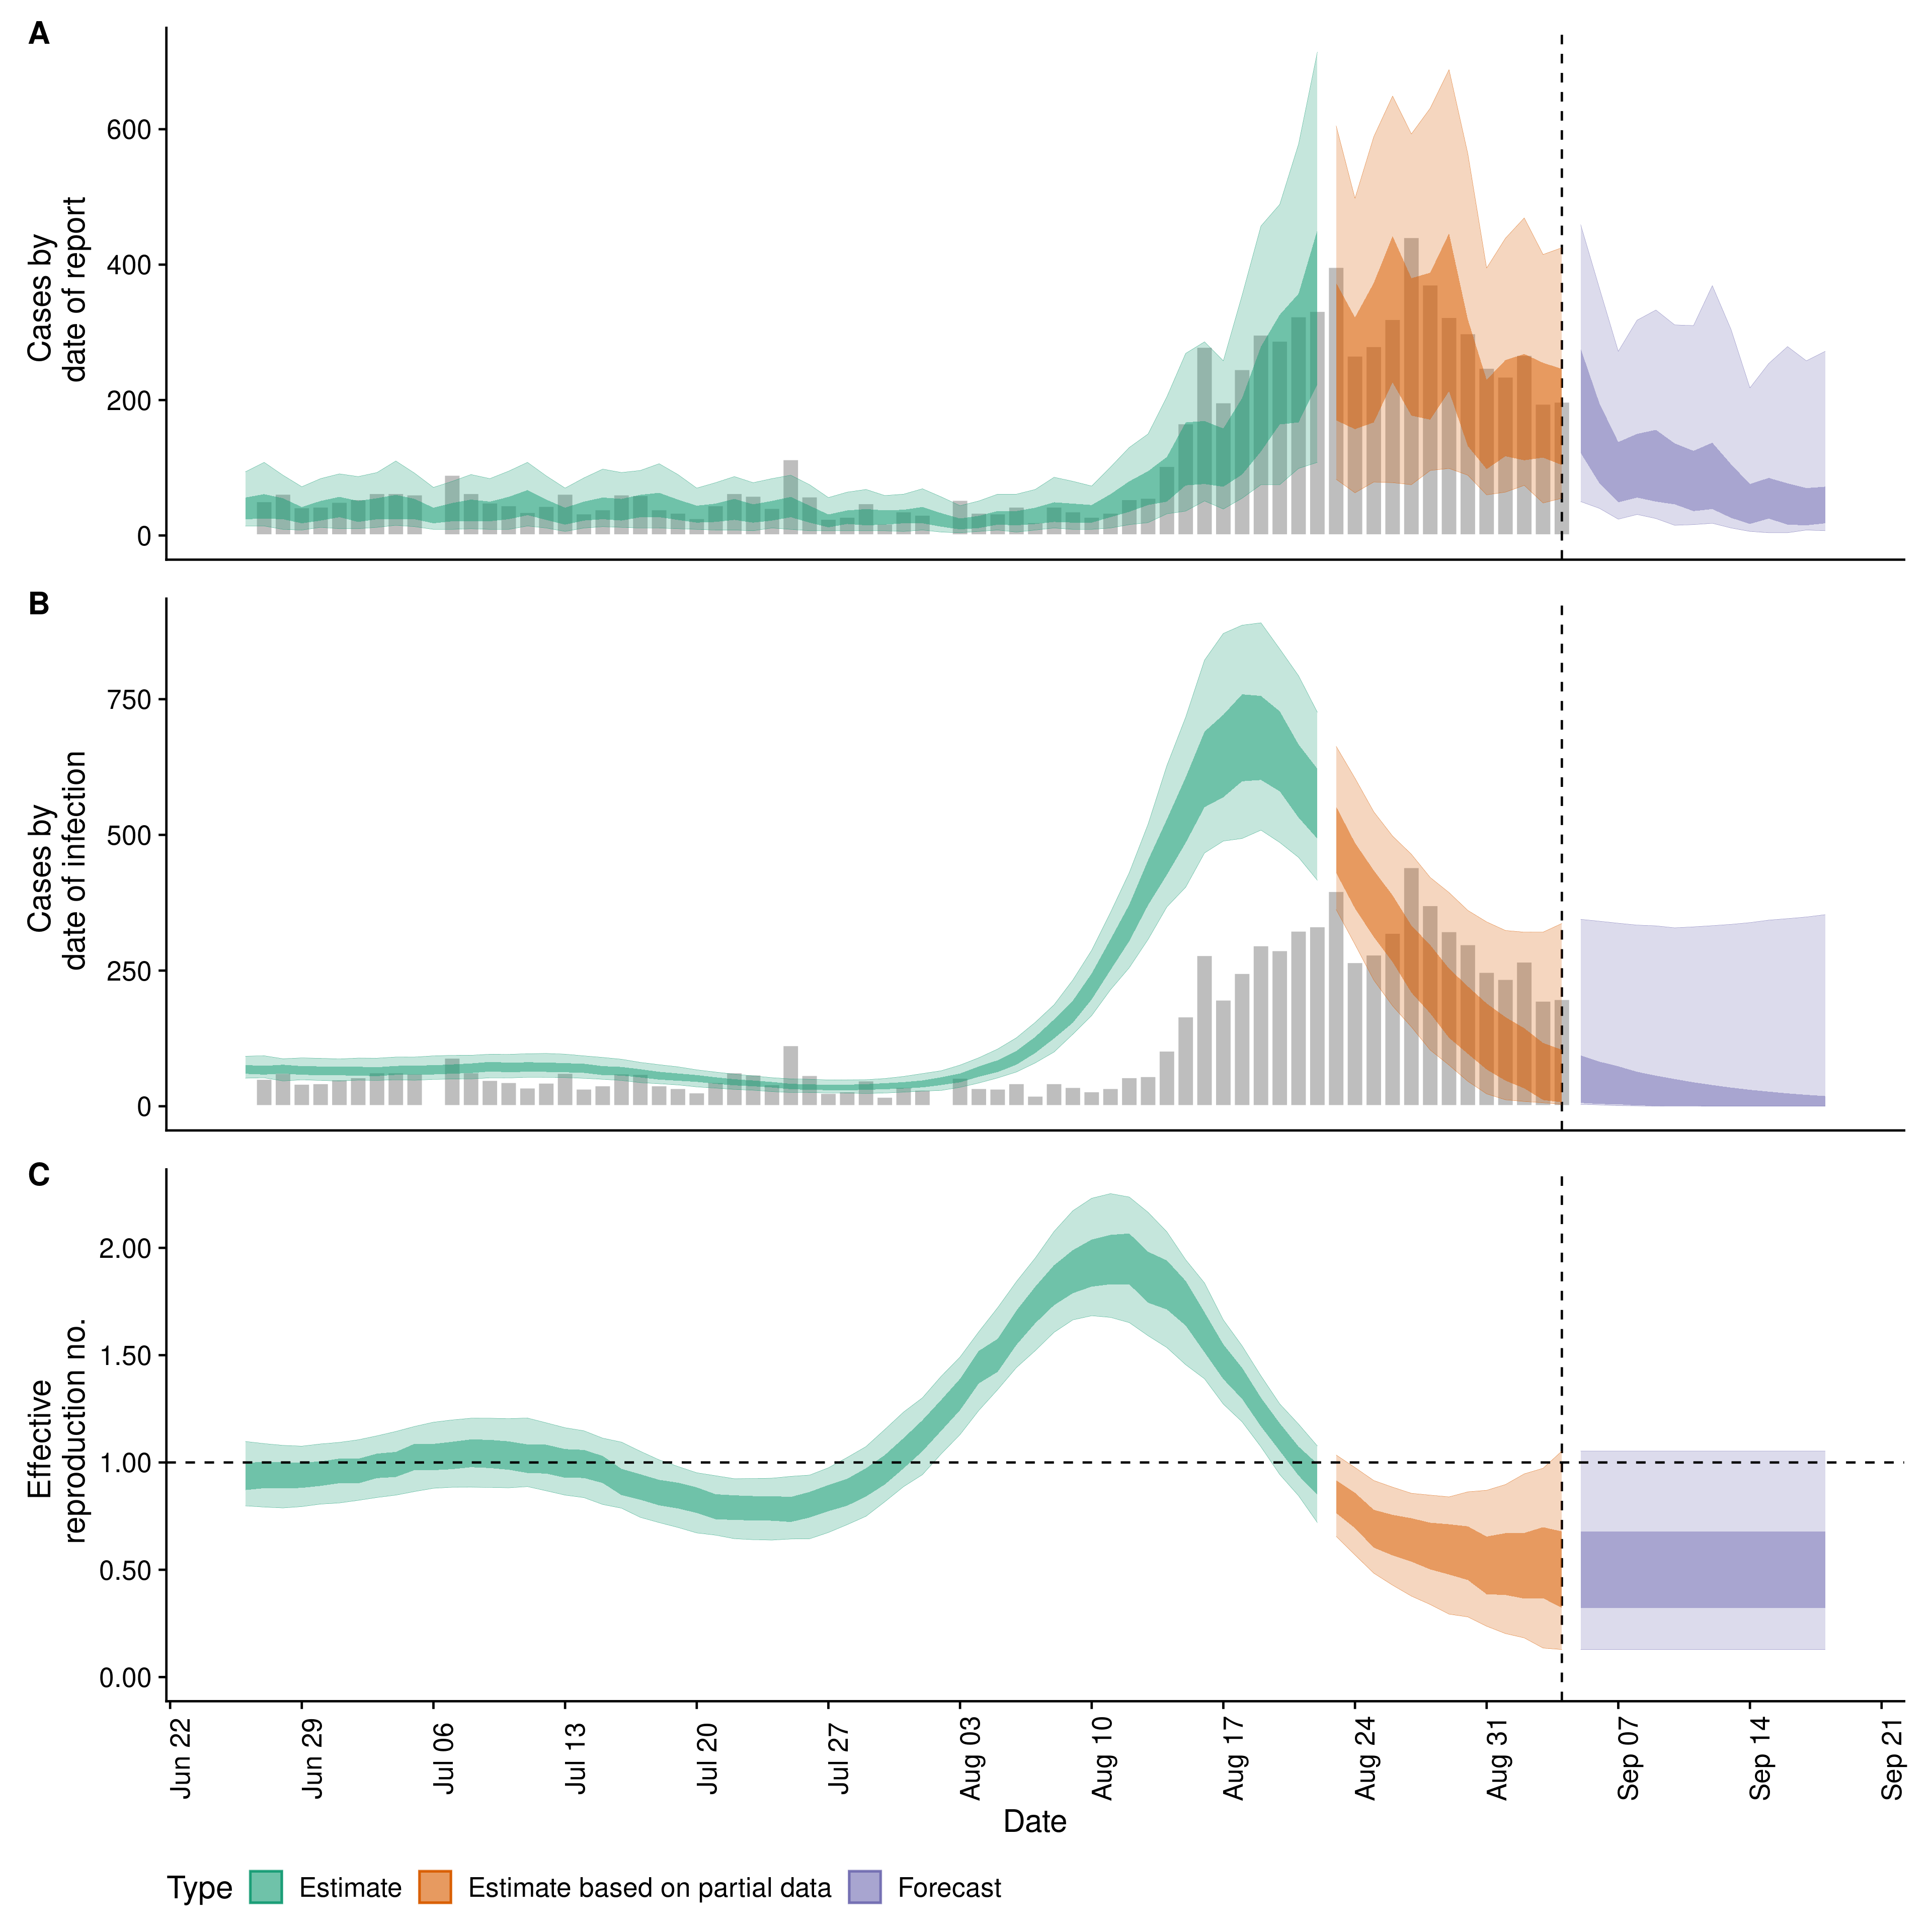 A
Cases by
date of report
600
400
200
0
B
Cases by
date of infection
750
500
250
0
C
Effective
reproduction no.
2.00
1.50
1.00
0.50
0.00
Jun 22
Jun 29
Jul 06
Jul 13
Jul 20
Jul 27
Aug 03
Aug 10
Aug 17
Aug 24
Aug 31
Sep 07
Sep 14
Sep 21
Date
Type Estimate Estimate based on partial data Forecast